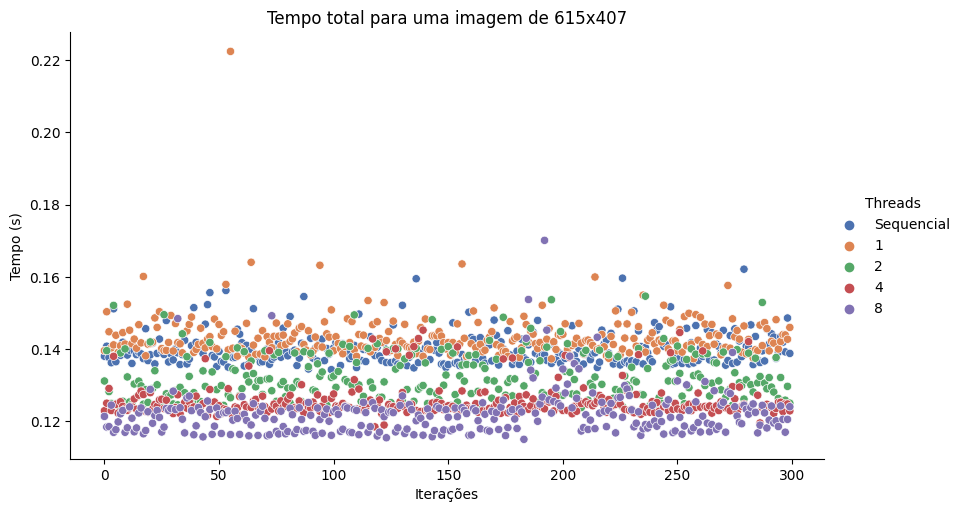 Tempo total para uma imagem de 615x407
Tempo (s)
0.22
0.20
0.18
0.16
0.14
0.12
0 50 100 150 200 250 300
Iterações
Threads
Sequencial
1
2
4
8